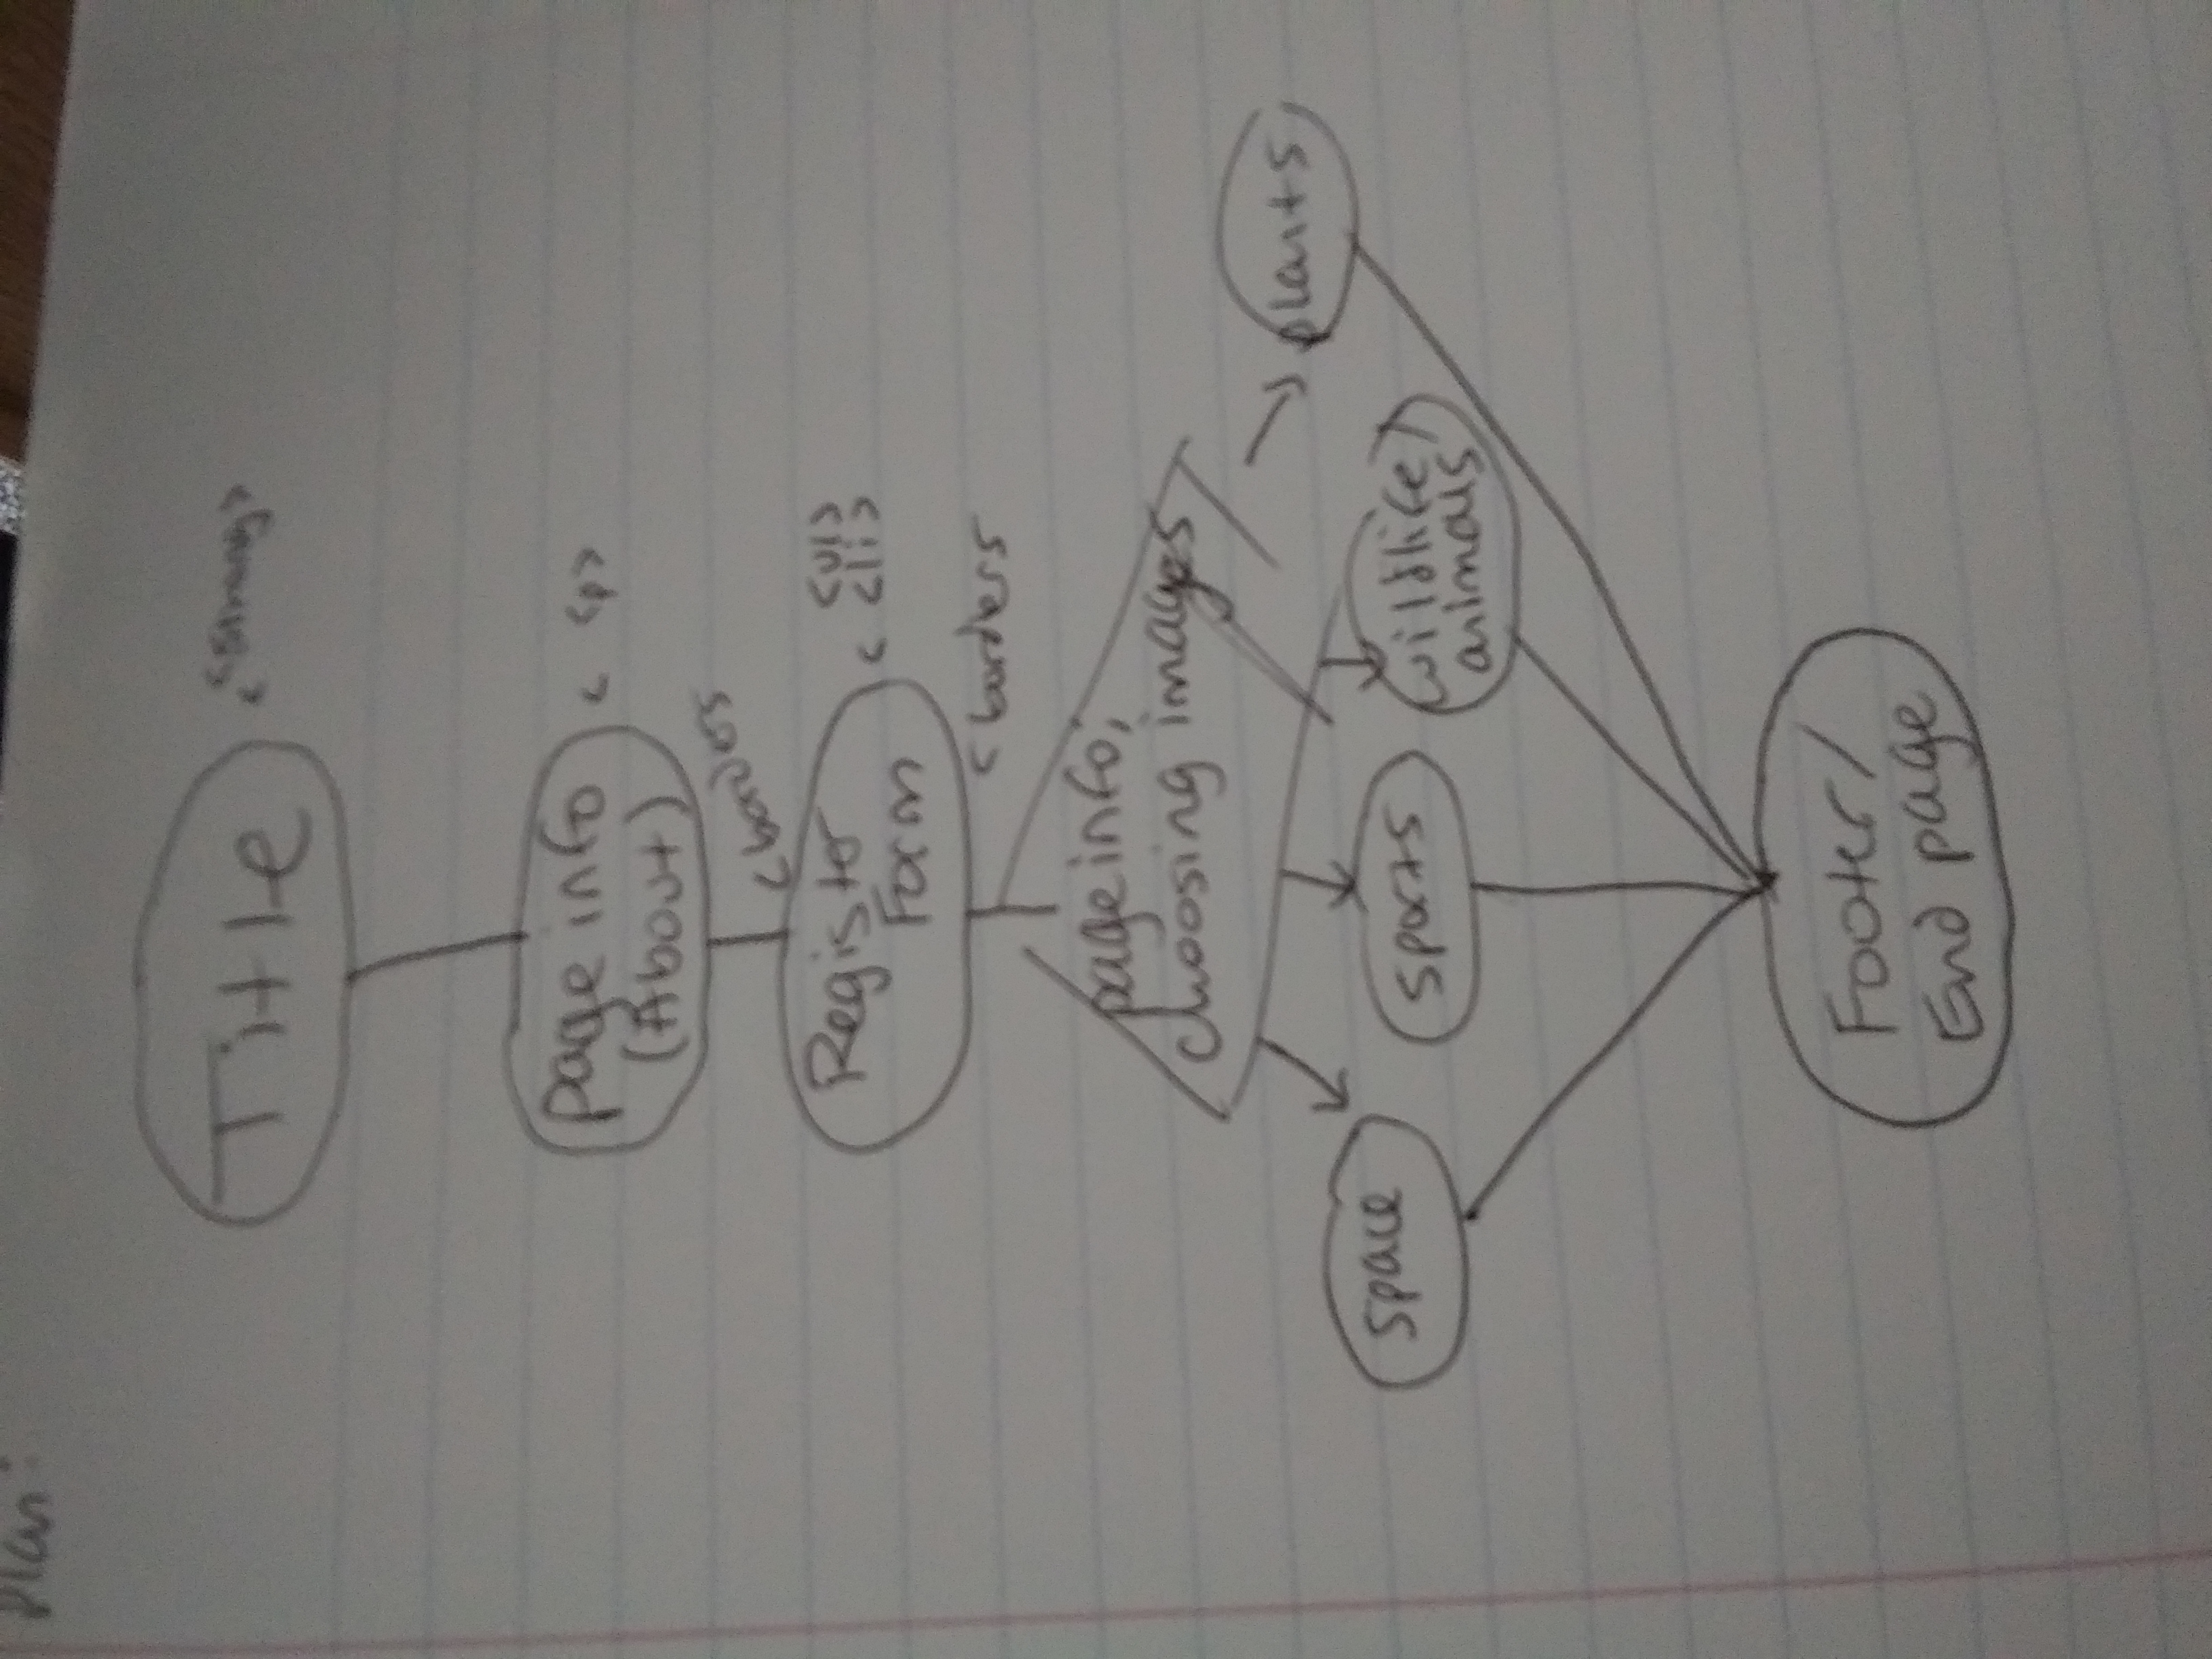 Plan:
Title
< <strong>
page info
(About)
< <p>
< borders
Register
Form
<ul>
< <li>
< borders
page info;
choosing images
plants
space
sports
wildlife/
animals
Footer/
End page